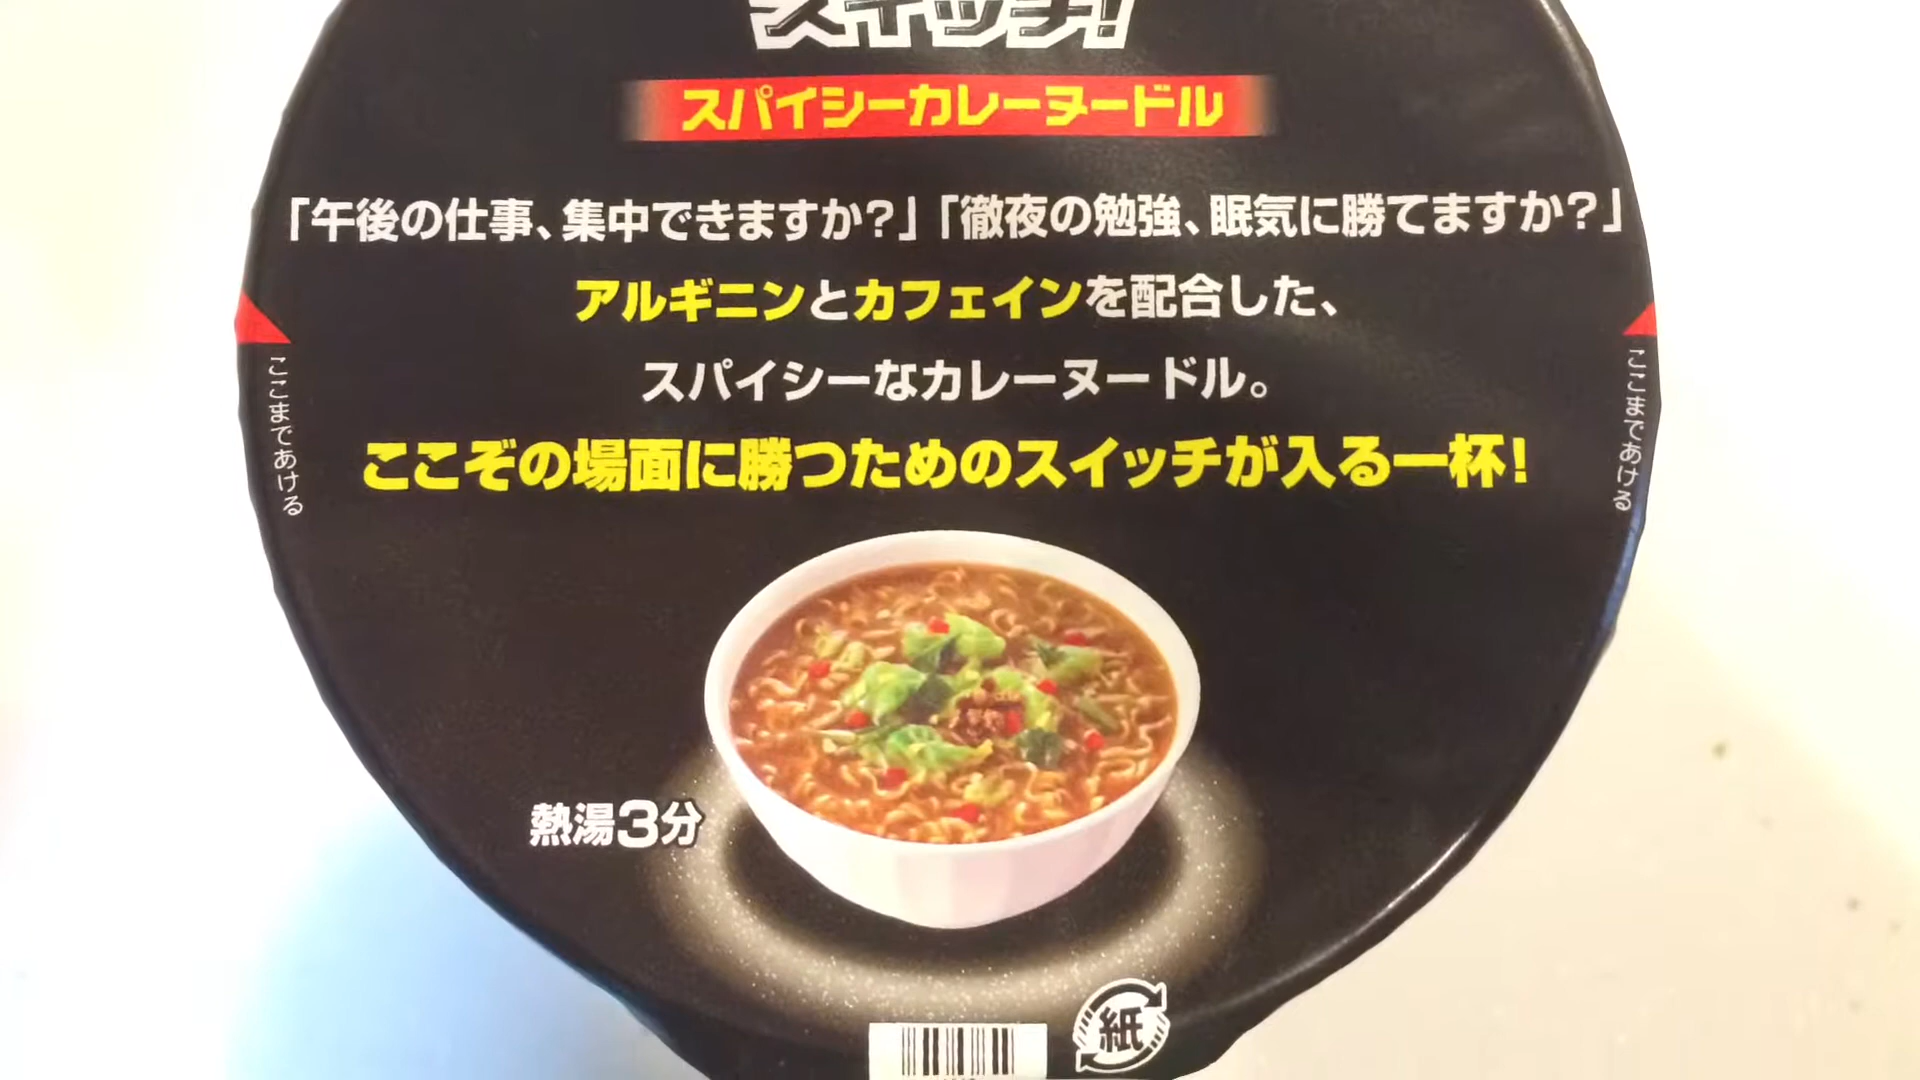 スイッチ!
スパイシーカレーヌードル
「午後の仕事、集中できますか?」「徹夜の勉強、眠気に勝てますか?」
アルギニンとカフェインを配合した、
スパイシーなカレーヌードル。
ここぞの場面に勝つためのスイッチが入る一杯!
ここまであける
ここまであける
熱湯3分
紙